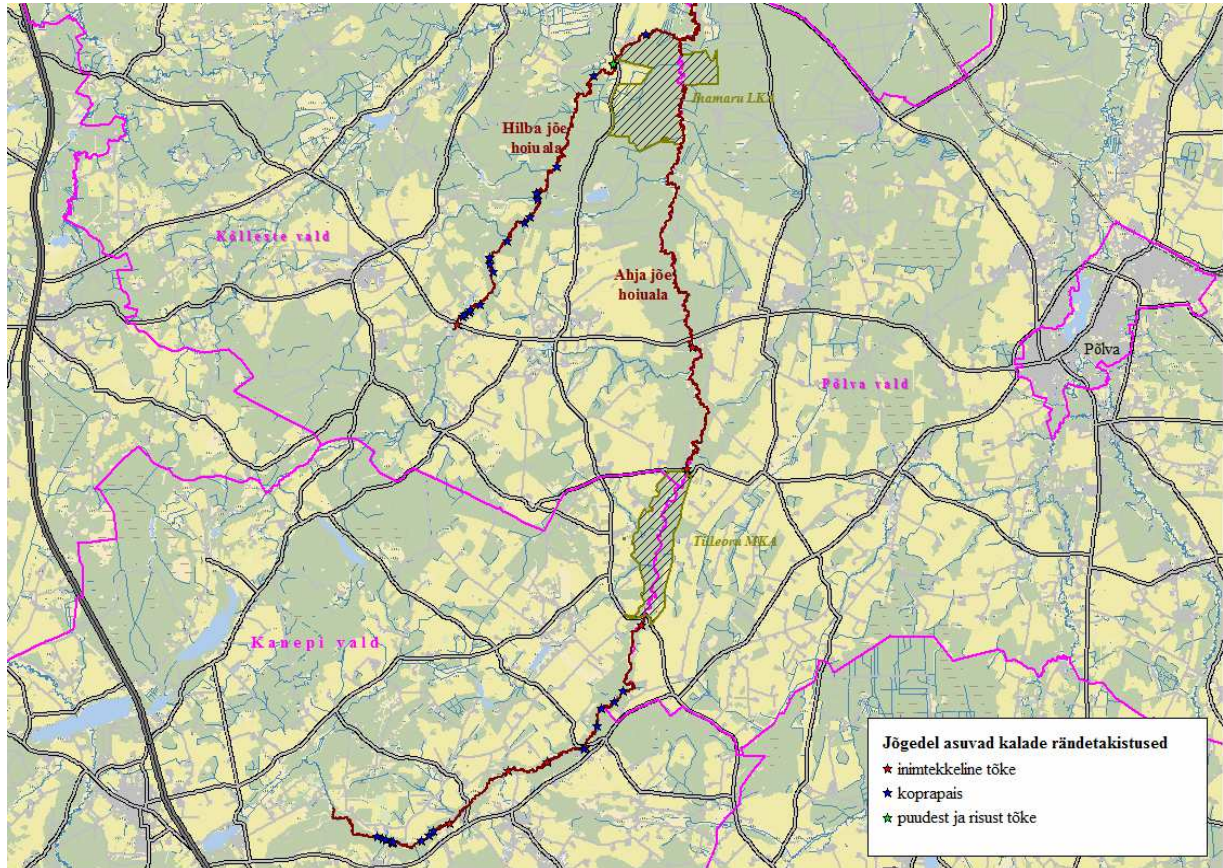 Ihamaru LKA
Hilba jõe
hoiuala
Kõlleste vald
Ahja jõe
hoiuala
Põlva
Põlva vald
Tilleoru MKA
Kanepi vald
Jõgedel asuvad kalade rändetakistused
inimtekkeline tõke
koprapais
puudest ja risust tõke